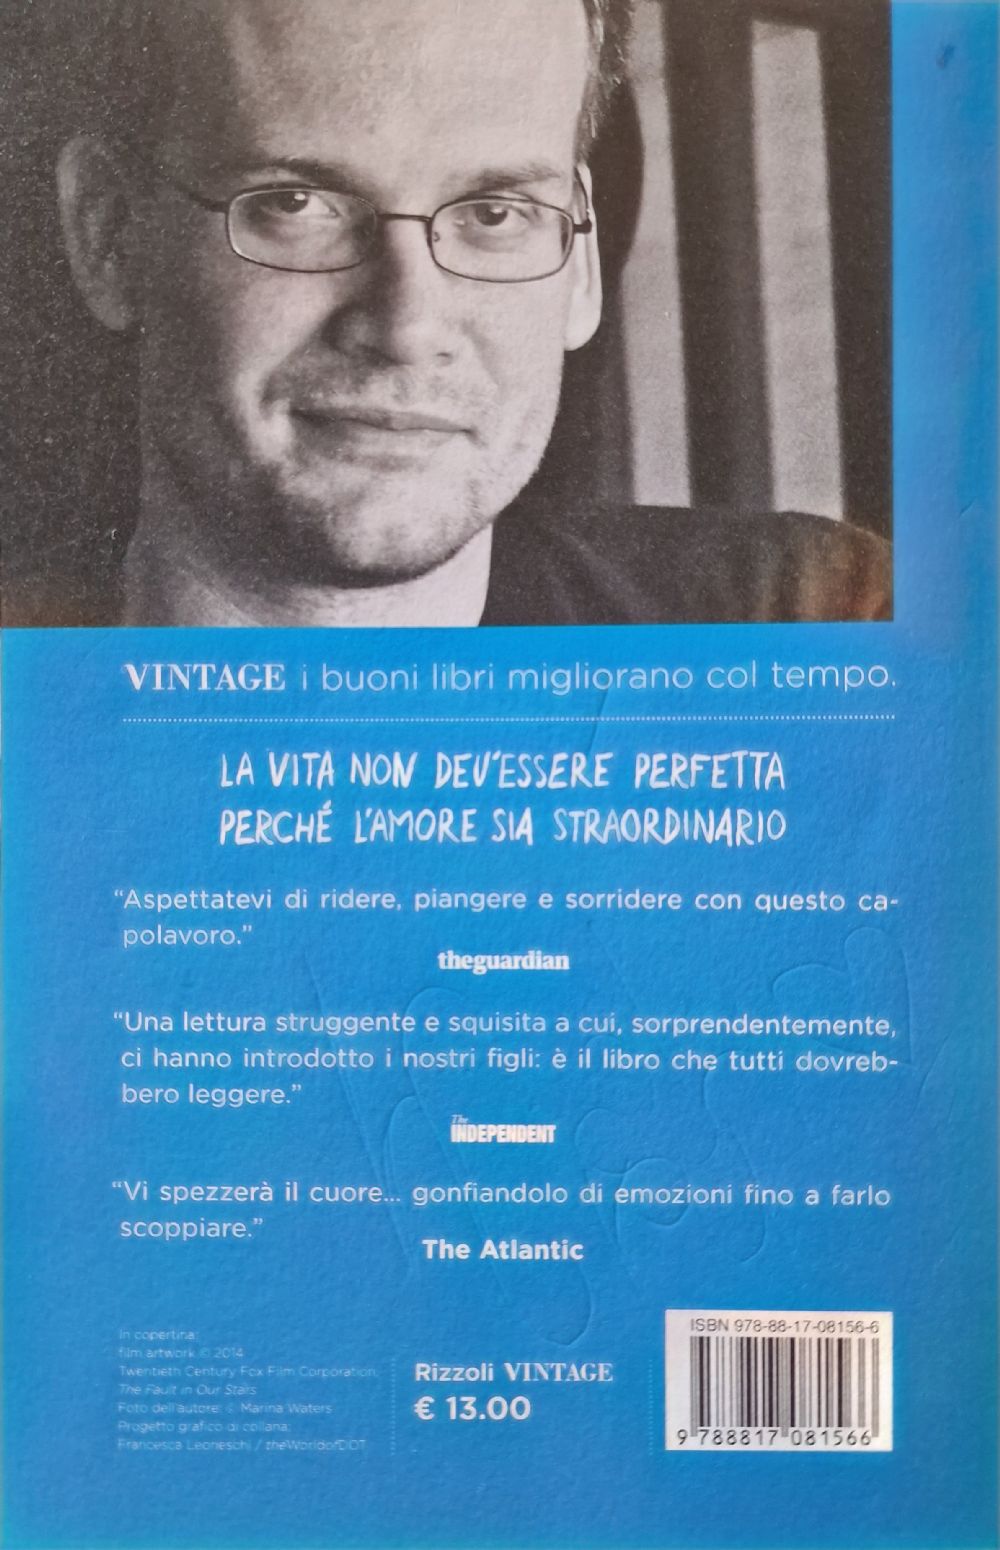 VINTAGE i buoni libri migliorano col tempo.
LA VITA NON DEV'ESSERE PERFETTA
PERCHÉ L'AMORE SIA STRAORDINARIO
“Aspettatevi di ridere, piangere e sorridere con questo ca-
polavoro.”
theguardian
“Una lettura struggente e squisita a cui, sorprendentemente,
ci hanno introdotto i nostri figli: è il libro che tutti dovreb-
bero leggere.”
The
INDEPENDENT
“Vi spezzerà il cuore... gonfiandolo di emozioni fino a farlo
scoppiare.”
The Atlantic
In copertina:
film artwork © 2014
Twentieth Century Fox Film Corporation,
The Fault in Our Stars
Foto dell'autore: © Marina Waters
Progetto grafico di collana:
Francesca Leoneschi / theWorldofDOT
Rizzoli VINTAGE
€ 13.00
ISBN 978-88-17-08156-6
9 788817 081566